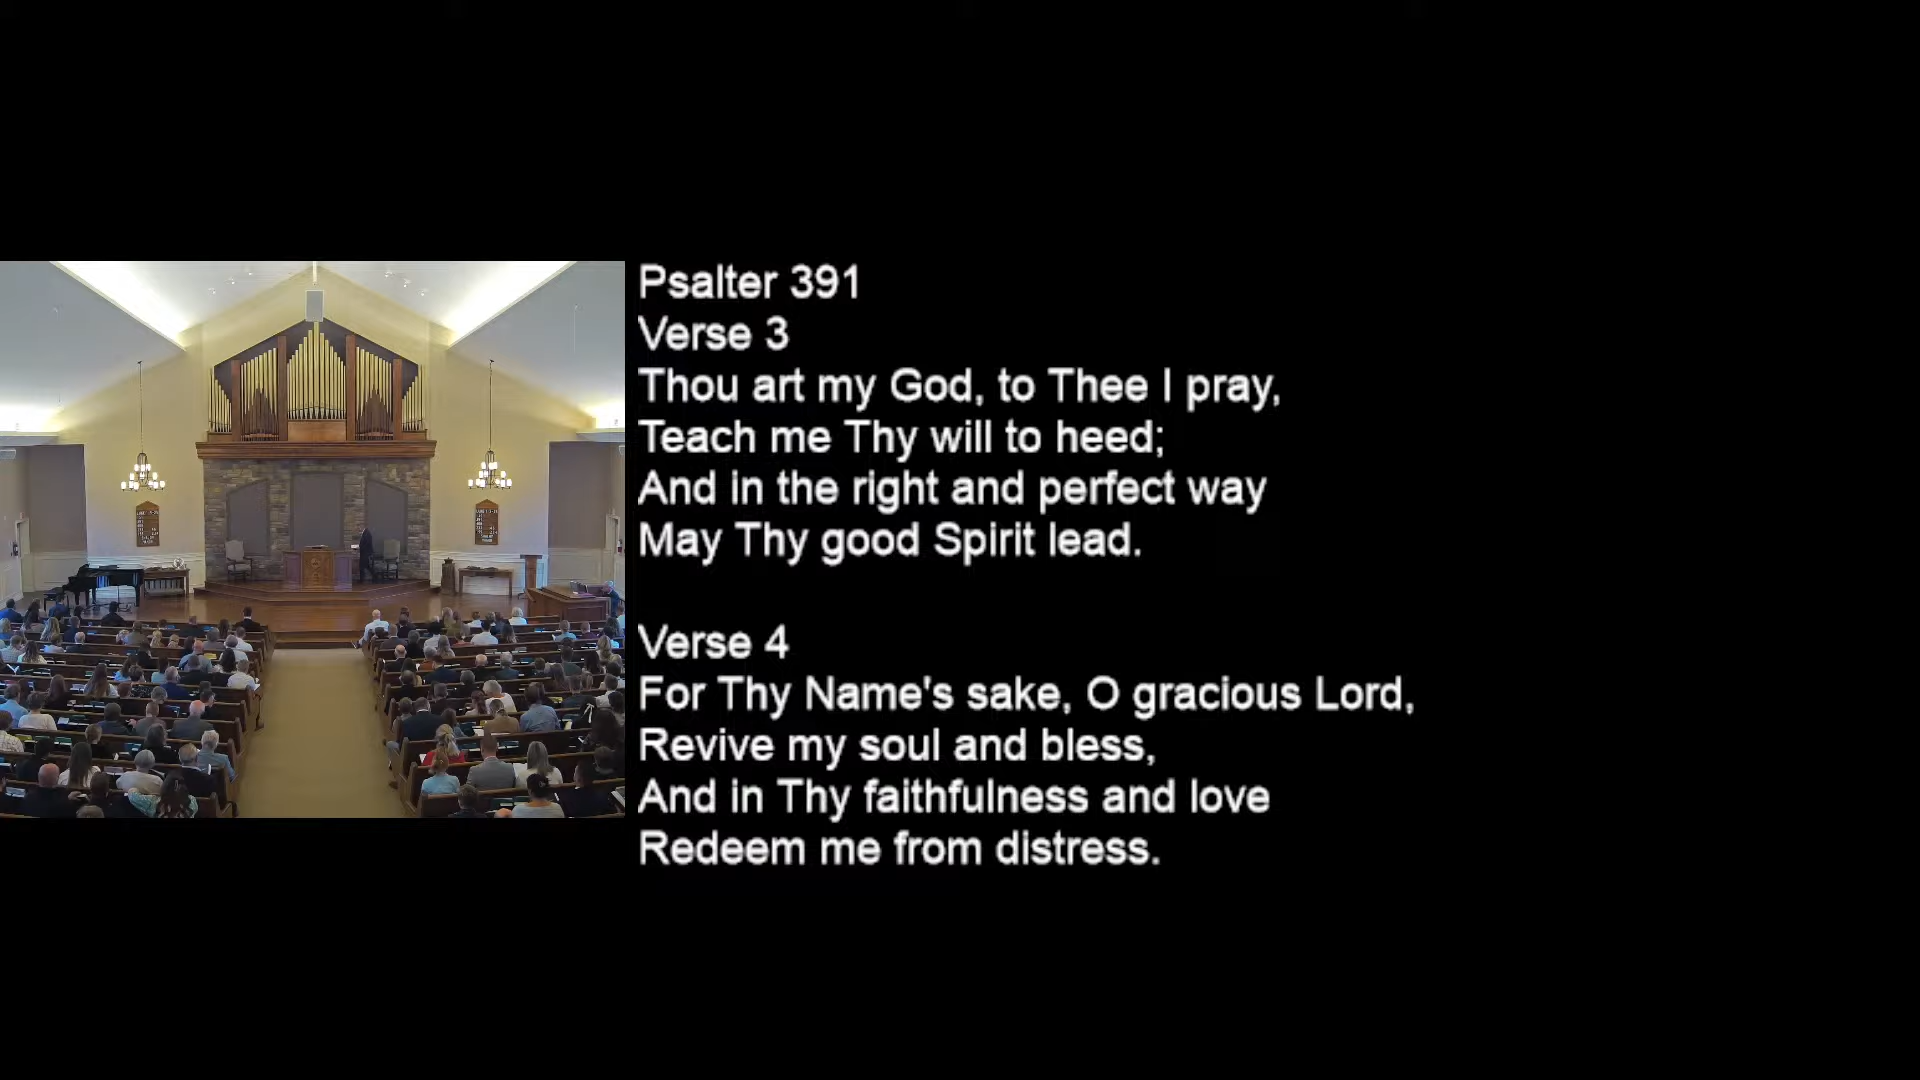 Psalter 391
Verse 3
Thou art my God, to Thee I pray,
Teach me Thy will to heed;
And in the right and perfect way
May Thy good Spirit lead.
Verse 4
For Thy Name's sake, O gracious Lord,
Revive my soul and bless,
And in Thy faithfulness and love
Redeem me from distress.